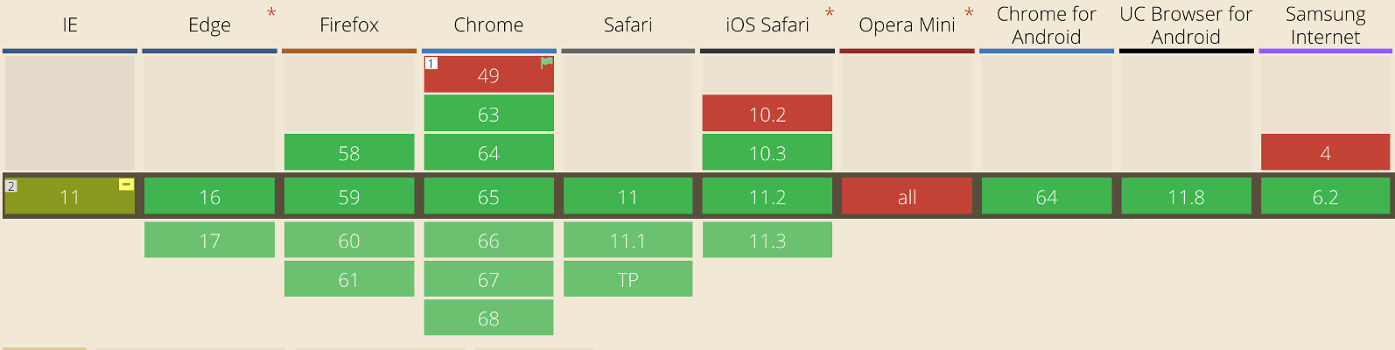 IE Edge * Firefox Chrome Safari iOS Safari * Opera Mini * Chrome for Android UC Browser for Android Samsung Internet
1 49
63 10.2
58 64 10.3 4
2 11 - 16 59 65 11 11.2 all 64 11.8 6.2
17 60 66 11.1 11.3
61 67 TP
68